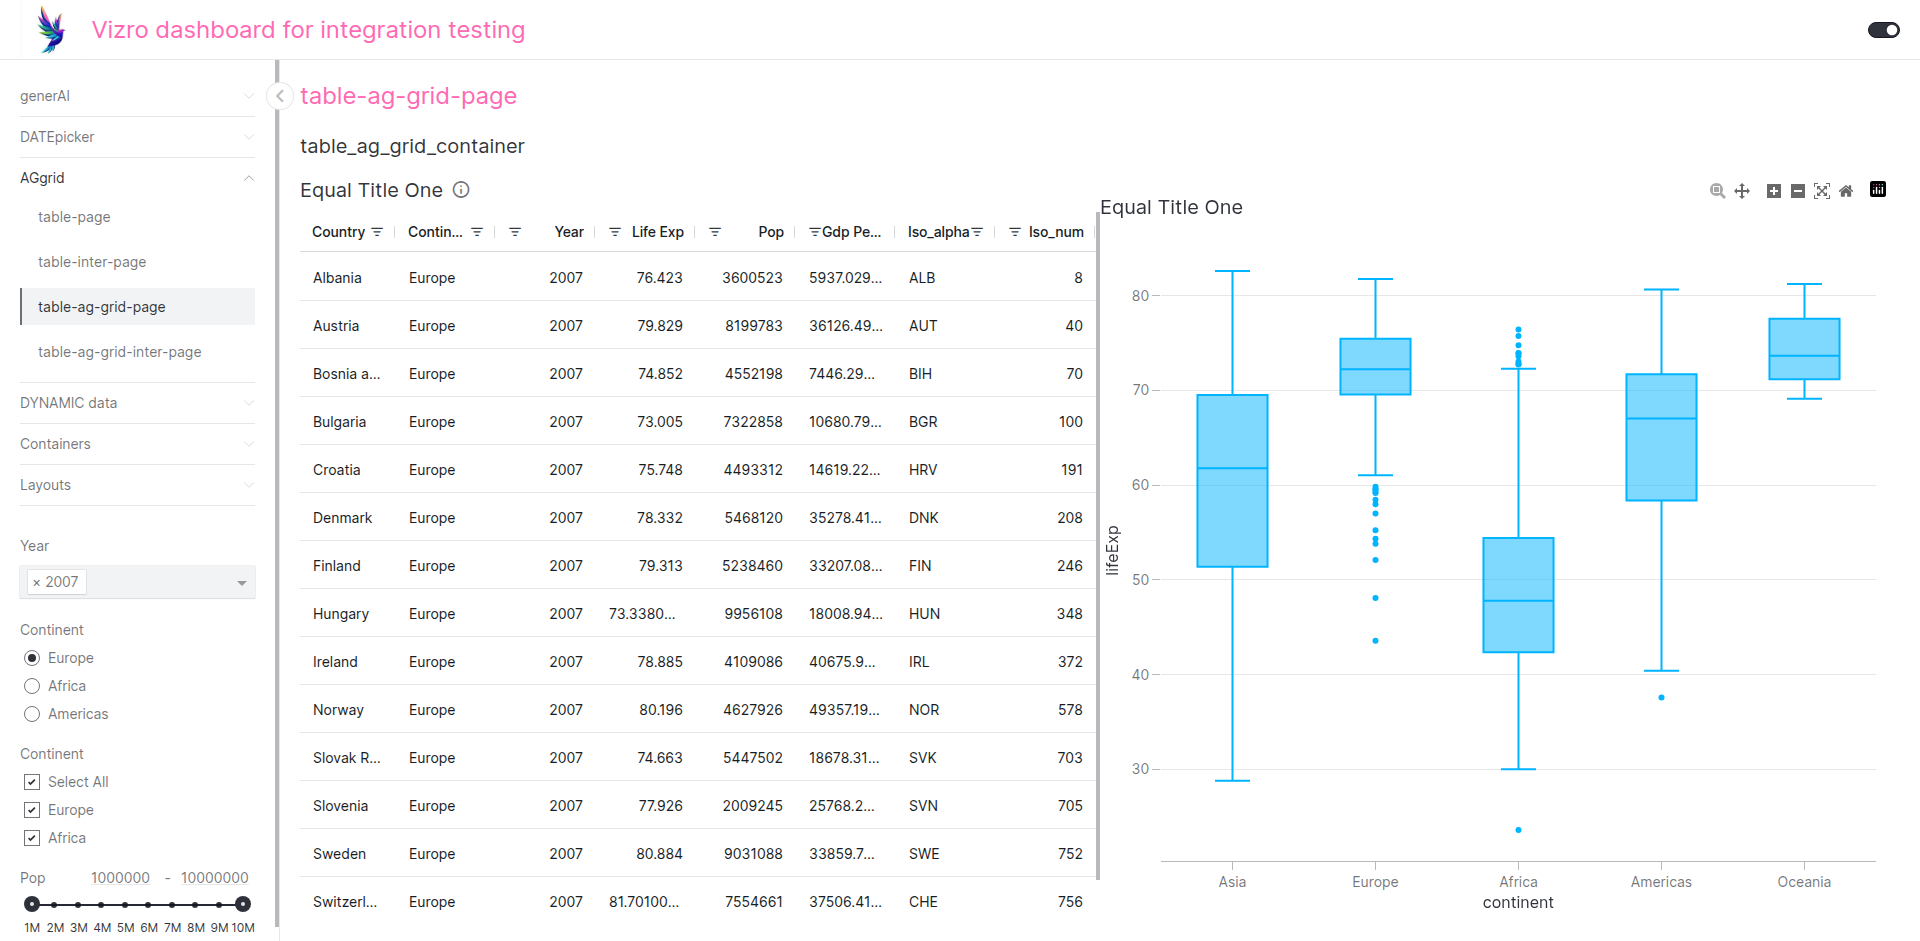 Vizro dashboard for integration testing
generAI
DATEpicker
AGgrid
table-page
table-inter-page
table-ag-grid-page
table-ag-grid-inter-page
DYNAMIC data
Containers
Layouts
Year
× 2007
Continent
Europe
Africa
Americas
Continent
Select All
Europe
Africa
Pop 1000000 - 10000000
1M 2M 3M 4M 5M 6M 7M 8M 9M 10M
table-ag-grid-page
table_ag_grid_container
Equal Title One
Country Contin... Year Life Exp Pop Gdp Pe... Iso_alpha Iso_num
Albania Europe 2007 76.423 3600523 5937.029... ALB 8
Austria Europe 2007 79.829 8199783 36126.49... AUT 40
Bosnia a... Europe 2007 74.852 4552198 7446.29... BIH 70
Bulgaria Europe 2007 73.005 7322858 10680.79... BGR 100
Croatia Europe 2007 75.748 4493312 14619.22... HRV 191
Denmark Europe 2007 78.332 5468120 35278.41... DNK 208
Finland Europe 2007 79.313 5238460 33207.08... FIN 246
Hungary Europe 2007 73.3380... 9956108 18008.94... HUN 348
Ireland Europe 2007 78.885 4109086 40675.9... IRL 372
Norway Europe 2007 80.196 4627926 49357.19... NOR 578
Slovak R... Europe 2007 74.663 5447502 18678.31... SVK 703
Slovenia Europe 2007 77.926 2009245 25768.2... SVN 705
Sweden Europe 2007 80.884 9031088 33859.7... SWE 752
Switzerl... Europe 2007 81.70100... 7554661 37506.41... CHE 756
Equal Title One
80
70
60
50
40
30
lifeExp
Asia Europe Africa Americas Oceania
continent